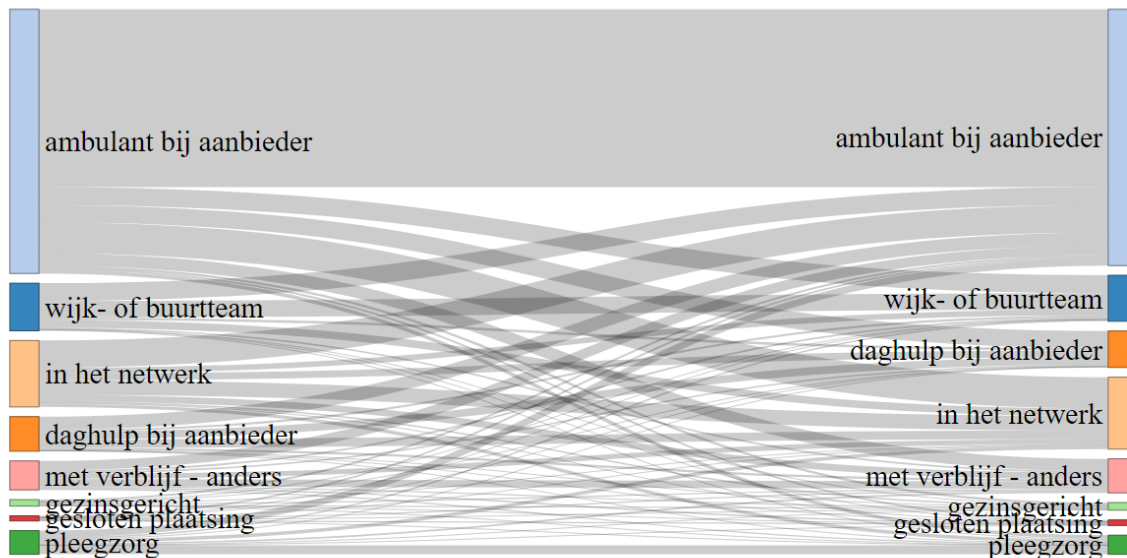 ambulant bij aanbieder
wijk- of buurtteam
in het netwerk
daghulp bij aanbieder
met verblijf - anders
gezinsgericht
gesloten plaatsing
pleegzorg
ambulant bij aanbieder
wijk- of buurtteam
daghulp bij aanbieder
in het netwerk
met verblijf - anders
gezinsgericht
gesloten plaatsing
pleegzorg